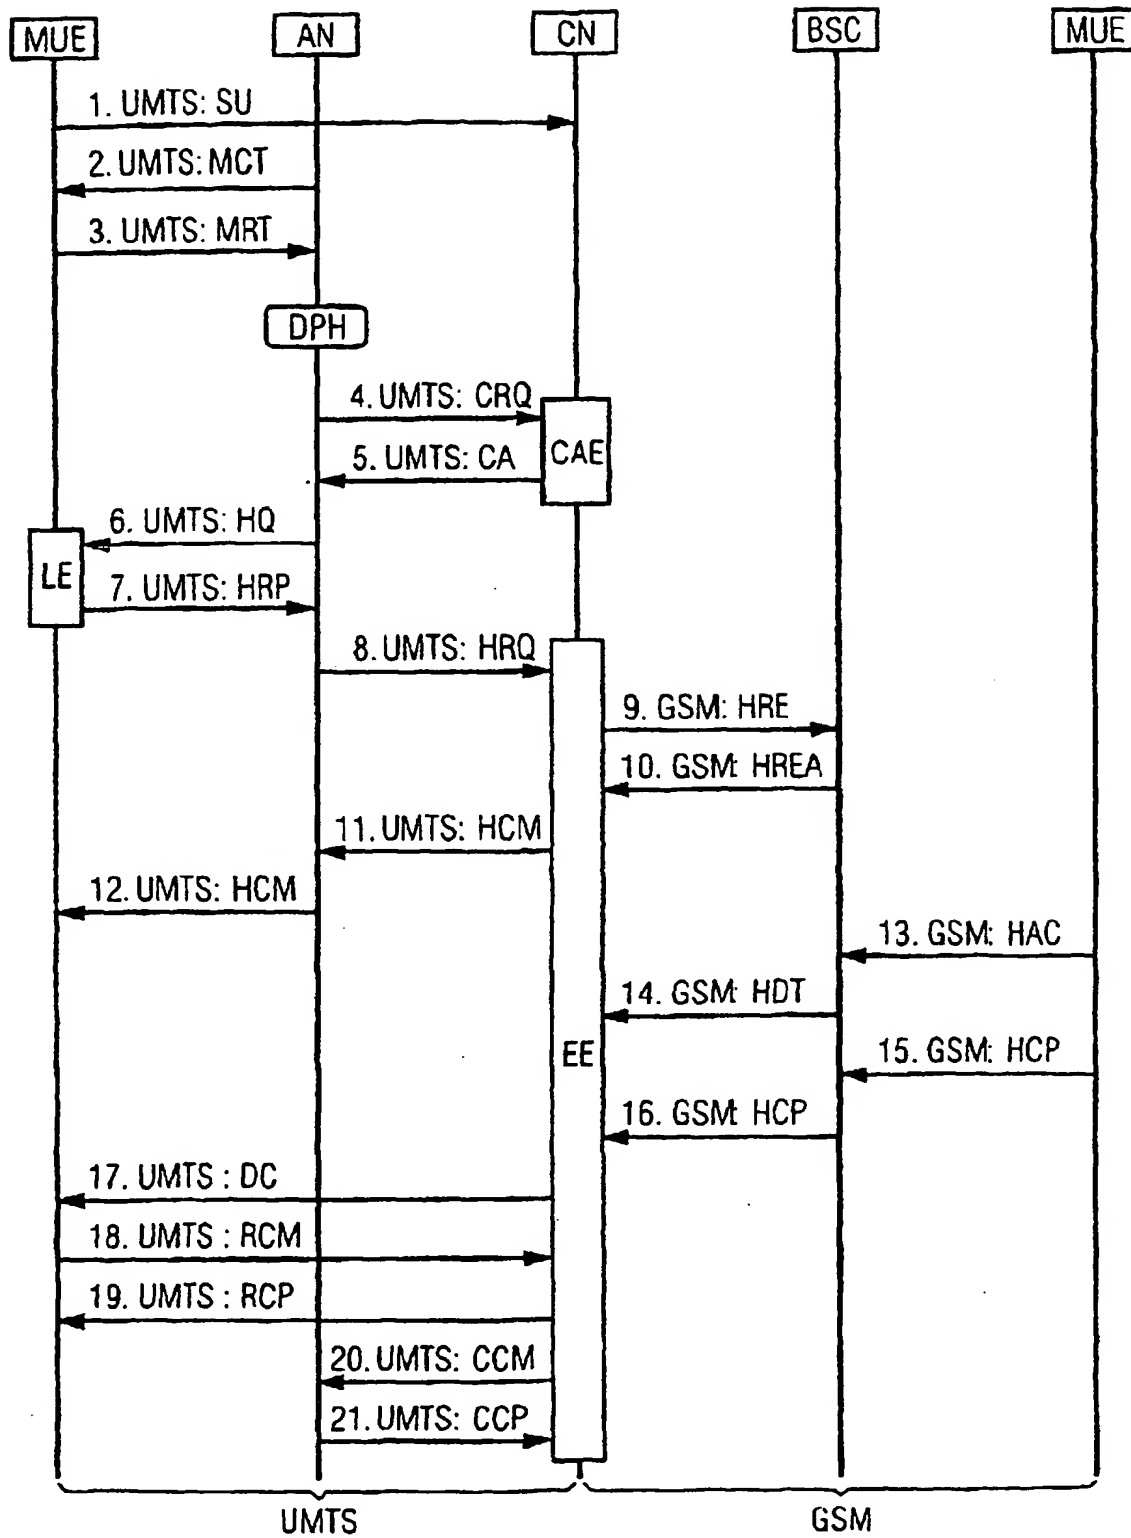 MUE AN CN BSC MUE
1. UMTS: SU
2. UMTS: MCT
3. UMTS: MRT
DPH
4. UMTS: CRQ
5. UMTS: CA
CAE
6. UMTS: HQ
LE
7. UMTS: HRP
8. UMTS: HRQ
9. GSM: HRE
10. GSM: HREA
11. UMTS: HCM
12. UMTS: HCM
13. GSM: HAC
14. GSM: HDT
EE
15. GSM: HCP
16. GSM: HCP
17. UMTS : DC
18. UMTS : RCM
19. UMTS : RCP
20. UMTS: CCM
21. UMTS: CCP
UMTS GSM